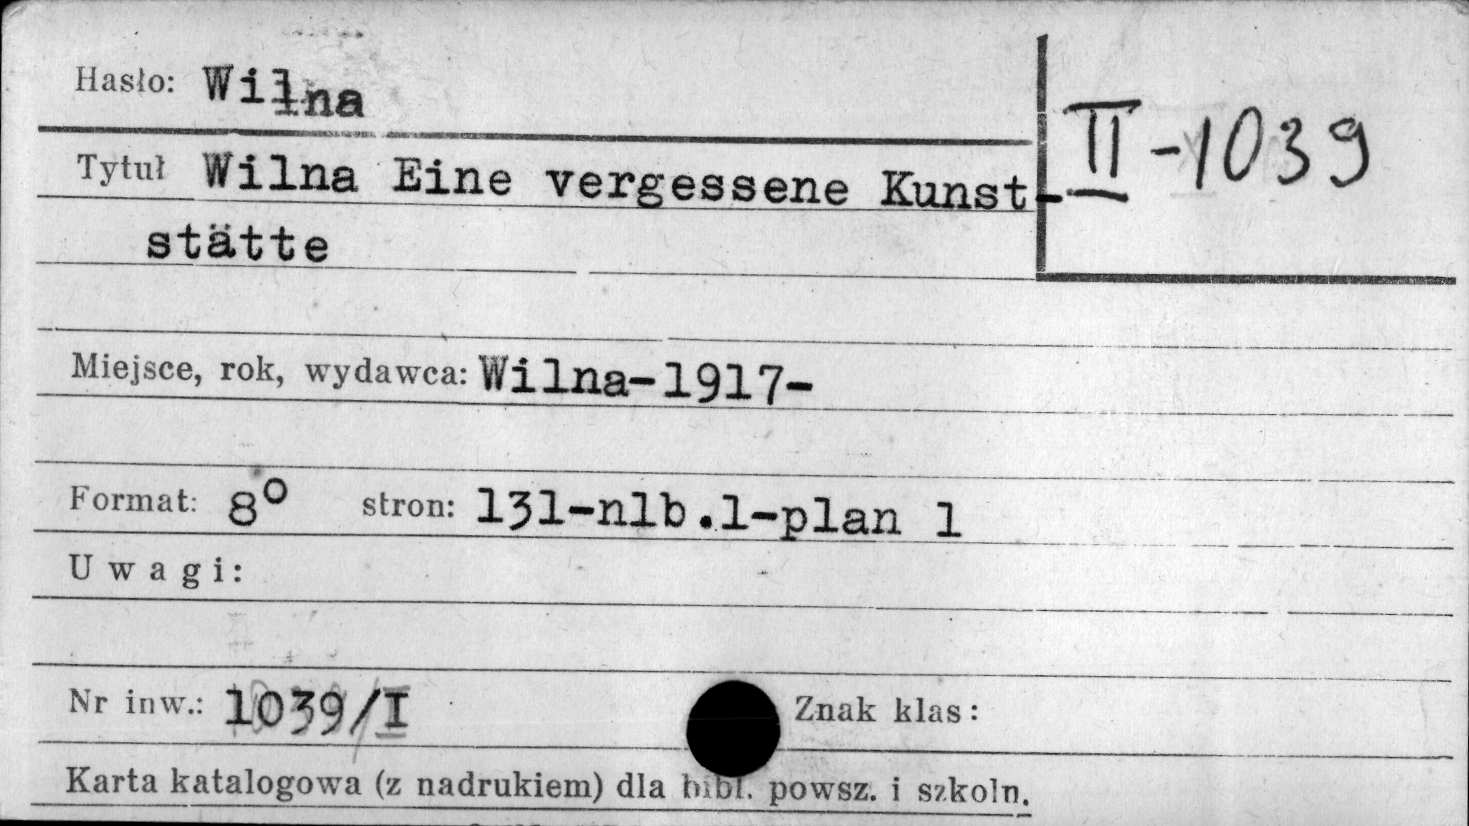 Hasło: Wilna
II-1039
Tytuł Wilna Eine vergessene Kunst-
stätte
Miejsce, rok, wydawca: Wilna-1917-
Format: 8° stron: 131-nlb.1-plan 1
Uwagi:
Nr inw.: 1039/I Znak klas:
Karta katalogowa (z nadrukiem) dla bibl. powsz. i szkoln.